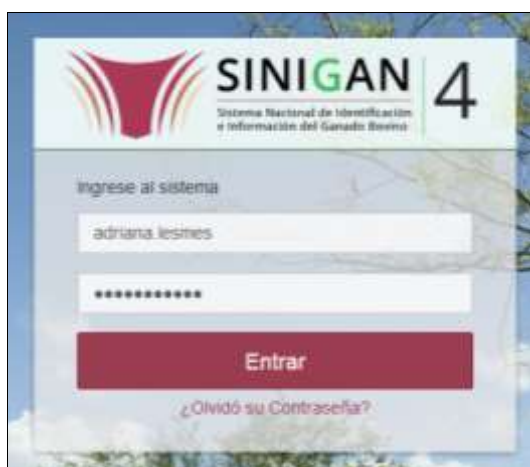 SINIGAN 4
Sistema Nacional de Identificación
e Información del Ganado Bovino
Ingrese al sistema
adriana.lesmes
•••••••••••
Entrar
¿Olvidó su Contraseña?